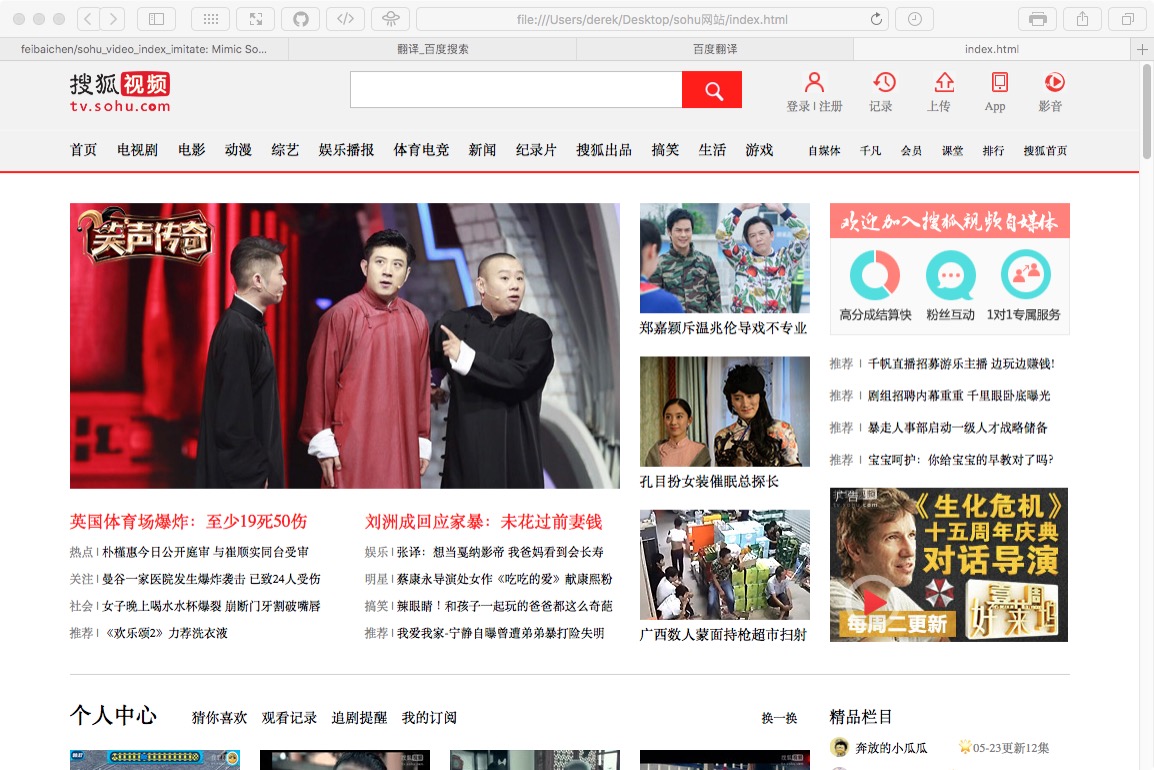 file:///Users/derek/Desktop/sohu网站/index.html
feibaichen/sohu_video_index_imitate: Mimic So...
翻译_百度搜索
百度翻译
index.html
搜狐视频
tv.sohu.com
登录 | 注册
记录
上传
App
影音
首页 电视剧 电影 动漫 综艺 娱乐播报 体育电竞 新闻 纪录片 搜狐出品 搞笑 生活 游戏
自媒体 千凡 会员 课堂 排行 搜狐首页
笑声传奇
英国体育场爆炸：至少19死50伤
热点 | 朴槿惠今日公开庭审 与崔顺实同台受审
关注 | 曼谷一家医院发生爆炸袭击 已致24人受伤
社会 | 女子晚上喝水水杯爆裂 崩断门牙割破嘴唇
推荐 | 《欢乐颂2》力荐洗衣液
刘洲成回应家暴：未花过前妻钱
娱乐 | 张译：想当戛纳影帝 我爸妈看到会长寿
明星 | 蔡康永导演处女作《吃吃的爱》献康熙粉
搞笑 | 辣眼睛！和孩子一起玩的爸爸都这么奇葩
推荐 | 我爱我家-宁静自曝曾遭弟弟暴打险失明
郑嘉颖斥温兆伦导戏不专业
孔目扮女装催眠总探长
广西数人蒙面持枪超市扫射
欢迎加入搜狐视频自媒体
高分成结算快
粉丝互动
1对1专属服务
推荐 | 千帆直播招募游乐主播 边玩边赚钱!
推荐 | 剧组招聘内幕重重 千里眼卧底曝光
推荐 | 暴走人事部启动一级人才战略储备
推荐 | 宝宝呵护：你给宝宝的早教对了吗?
广告
《生化危机》
十五周年庆典
对话导演
每周二更新
喜周
好莱坞
个人中心
猜你喜欢 观看记录 追剧提醒 我的订阅
换一换
精品栏目
奔放的小瓜瓜
05-23更新12集